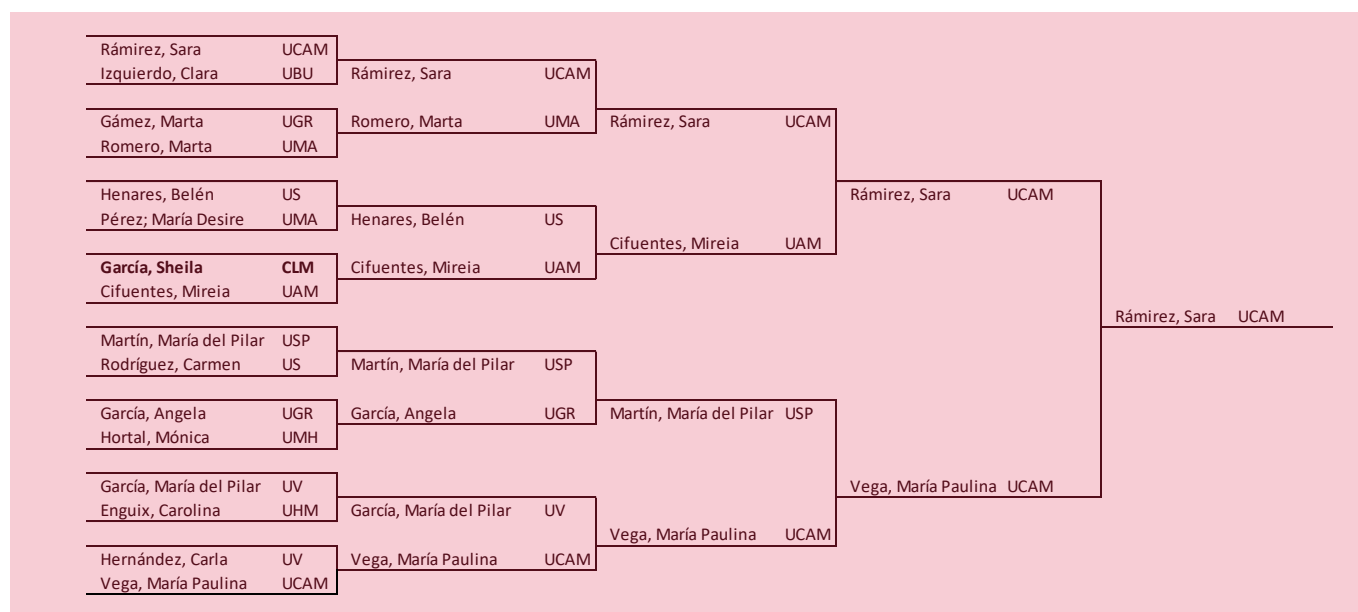 Rámirez, Sara UCAM
Izquierdo, Clara UBU
Rámirez, Sara UCAM
Gámez, Marta UGR
Romero, Marta UMA
Rámirez, Sara UCAM
Romero, Marta UMA
Henares, Belén US
Rámirez, Sara UCAM
Pérez; María Desire UMA
Henares, Belén US
Cifuentes, Mireia UAM
García, Sheila CLM
Cifuentes, Mireia UAM
Cifuentes, Mireia UAM
Rámirez, Sara UCAM
Martín, María del Pilar USP
Rodríguez, Carmen US
Martín, María del Pilar USP
García, Angela UGR
García, Angela UGR
Martín, María del Pilar USP
Hortal, Mónica UMH
García, María del Pilar UV
Vega, María Paulina UCAM
Enguix, Carolina UHM
García, María del Pilar UV
Vega, María Paulina UCAM
Hernández, Carla UV
Vega, María Paulina UCAM
Vega, María Paulina UCAM